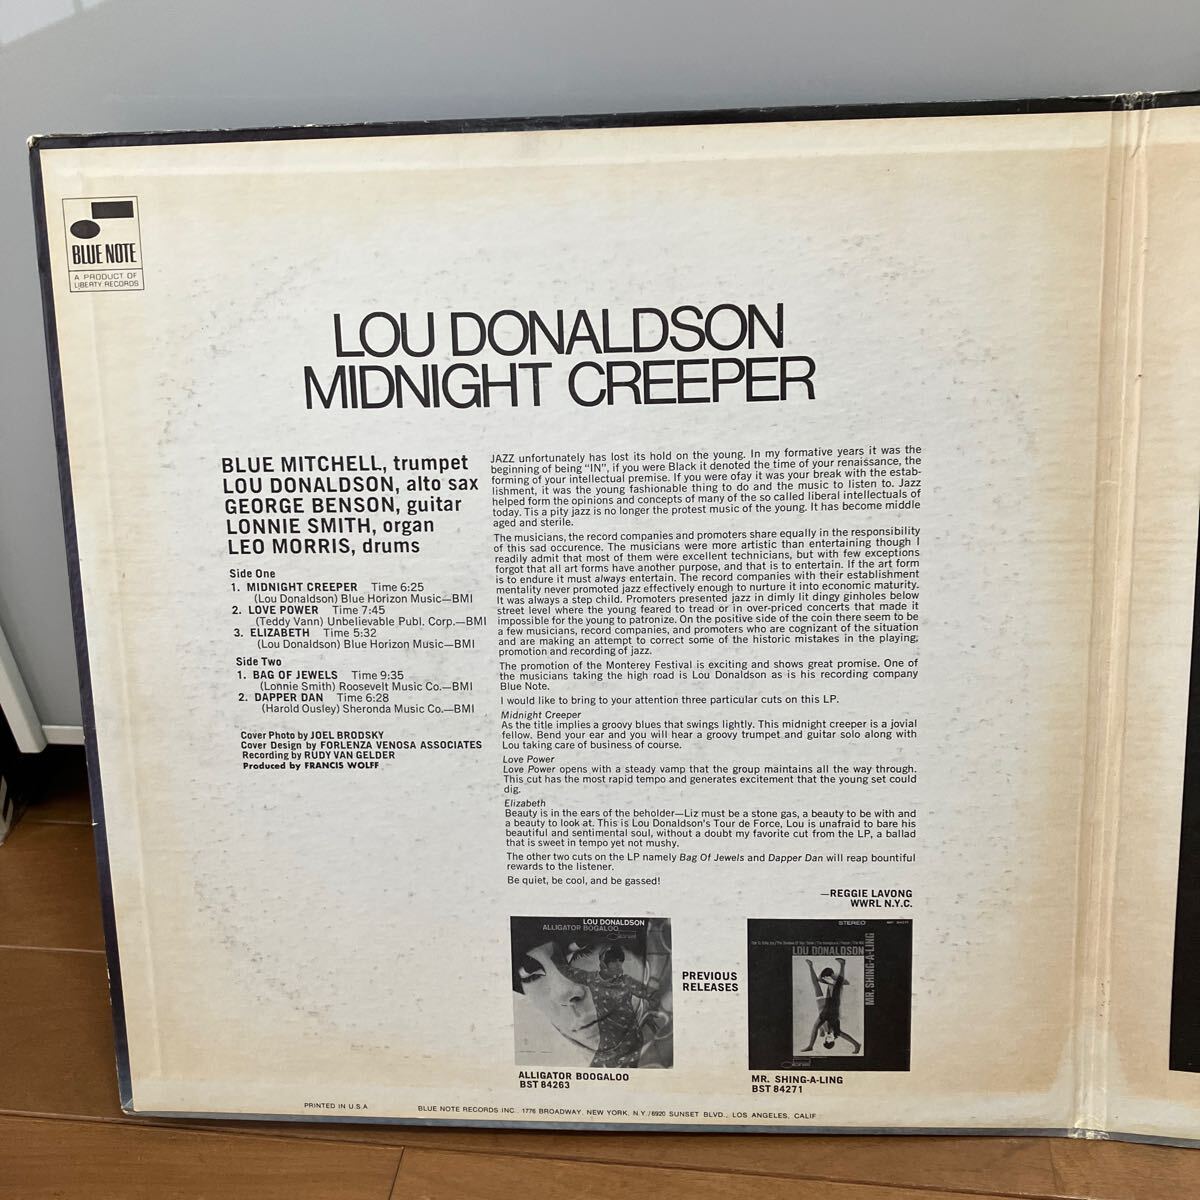 BLUE NOTE
A PRODUCT OF
LIBERTY RECORDS
LOU DONALDSON
MIDNIGHT CREEPER
BLUE MITCHELL, trumpet
LOU DONALDSON, alto sax
GEORGE BENSON, guitar
LONNIE SMITH, organ
LEO MORRIS, drums
Side One
1. MIDNIGHT CREEPER Time 6:25
(Lou Donaldson) Blue Horizon Music—BMI
2. LOVE POWER Time 7:45
(Teddy Vann) Unbelievable Publ. Corp.—BMI
3. ELIZABETH Time 5:32
(Lou Donaldson) Blue Horizon Music—BMI
Side Two
1. BAG OF JEWELS Time 9:35
(Lonnie Smith) Roosevelt Music Co.—BMI
2. DAPPER DAN Time 6:28
(Harold Ousley) Sheronda Music Co.—BMI
Cover Photo by JOEL BRODSKY
Cover Design by FORLENZA VENOSA ASSOCIATES
Recording by RUDY VAN GELDER
Produced by FRANCIS WOLFF
JAZZ unfortunately has lost its hold on the young. In my formative years it was the
beginning of being "IN", if you were Black it denoted the time of your renaissance, the
forming of your intellectual premise. If you were ofay it was your break with the estab-
lishment, it was the young fashionable thing to do and the music to listen to. Jazz
helped form the opinions and concepts of many of the so called liberal intellectuals of
today. Tis a pity jazz is no longer the protest music of the young. It has become middle
aged and sterile.
The musicians, the record companies and promoters share equally in the responsibility
of this sad occurence. The musicians were more artistic than entertaining though I
readily admit that most of them were excellent technicians, but with few exceptions
forgot that all art forms have another purpose, and that is to entertain. If the art form
is to endure it must always entertain. The record companies with their establishment
mentality never promoted jazz effectively enough to nurture it into economic maturity.
It was always a step child. Promoters presented jazz in dimly lit dingy ginholes below
street level where the young feared to tread or in over-priced concerts that made it
impossible for the young to patronize. On the positive side of the coin there seem to be
a few musicians, record companies, and promoters who are cognizant of the situation
and are making an attempt to correct some of the historic mistakes in the playing,
promotion and recording of jazz.
The promotion of the Monterey Festival is exciting and shows great promise. One of
the musicians taking the high road is Lou Donaldson as is his recording company
Blue Note.
I would like to bring to your attention three particular cuts on this LP.
Midnight Creeper
As the title implies a groovy blues that swings lightly. This midnight creeper is a jovial
fellow. Bend your ear and you will hear a groovy trumpet and guitar solo along with
Lou taking care of business of course.
Love Power
Love Power opens with a steady vamp that the group maintains all the way through.
This cut has the most rapid tempo and generates excitement that the young set could
dig.
Elizabeth
Beauty is in the ears of the beholder—Liz must be a stone gas, a beauty to be with and
a beauty to look at. This is Lou Donaldson's Tour de Force, Lou is unafraid to bare his
beautiful and sentimental soul, without a doubt my favorite cut from the LP, a ballad
that is sweet in tempo yet not mushy.
The other two cuts on the LP namely Bag Of Jewels and Dapper Dan will reap bountiful
rewards to the listener.
Be quiet, be cool, and be gassed!
—REGGIE LAVONG
WWRL N.Y.C.
LOU DONALDSON
ALLIGATOR BOGALOO
PREVIOUS
RELEASES
STEREO
LOU DONALDSON
MR. SHING-A-LING
ALLIGATOR BOOGALOO
BST 84263
MR. SHING-A-LING
BST 84271
PRINTED IN U.S.A
BLUE NOTE RECORDS INC., 1776 BROADWAY, NEW YORK, N.Y./6920 SUNSET BLVD., LOS ANGELES, CALIF